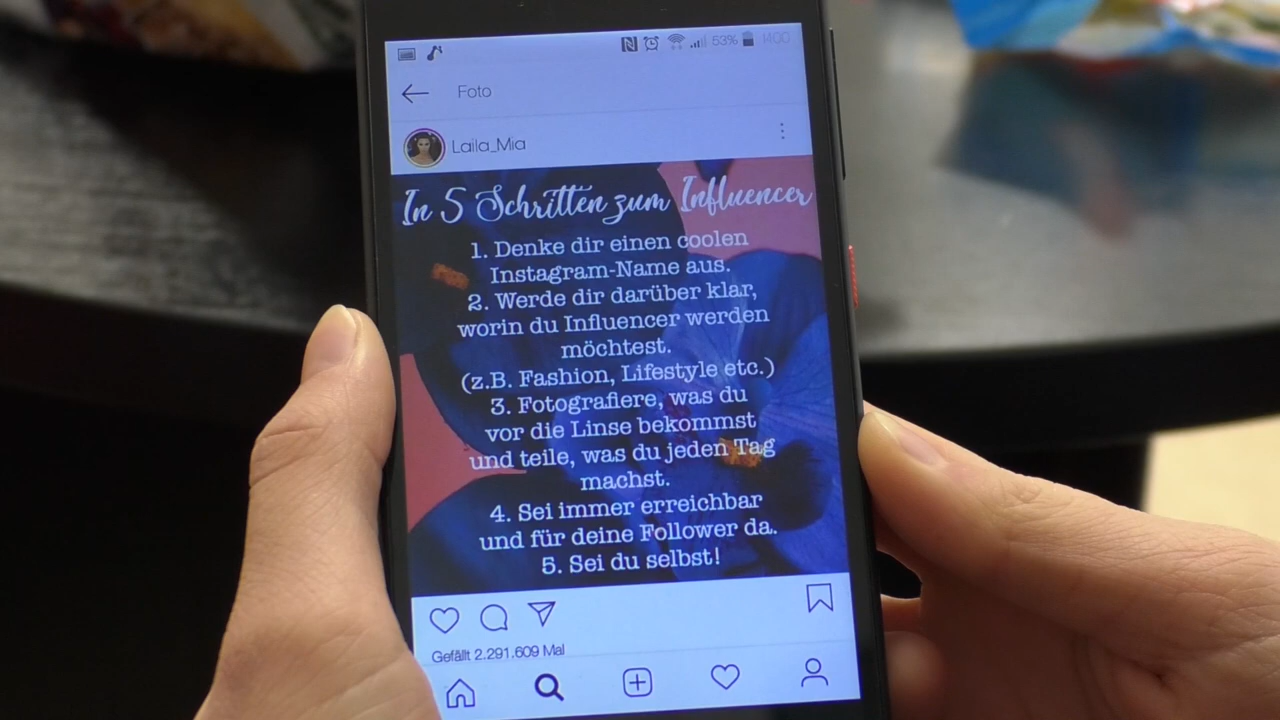 53% 14:00
Foto
Laila_Mia
In 5 Schritten zum Influencer
1. Denke dir einen coolen
Instagram-Name aus.
2. Werde dir darüber klar,
worin du Influencer werden
möchtest.
(z.B. Fashion, Lifestyle etc.)
3. Fotografiere, was du
vor die Linse bekommst
und teile, was du jeden Tag
machst.
4. Sei immer erreichbar
und für deine Follower da.
5. Sei du selbst!
Gefällt 2.291.609 Mal